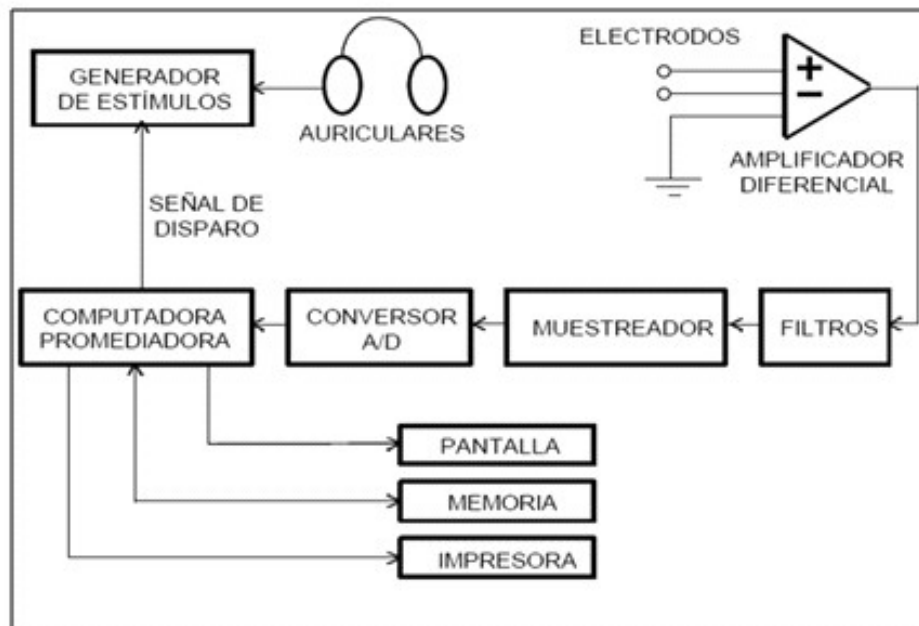 GENERADOR
DE ESTÍMULOS
AURICULARES
ELECTRODOS
+
−
AMPLIFICADOR
DIFERENCIAL
SEÑAL DE
DISPARO
COMPUTADORA
PROMEDIADORA
CONVERSOR
A/D
MUESTREADOR
FILTROS
PANTALLA
MEMORIA
IMPRESORA